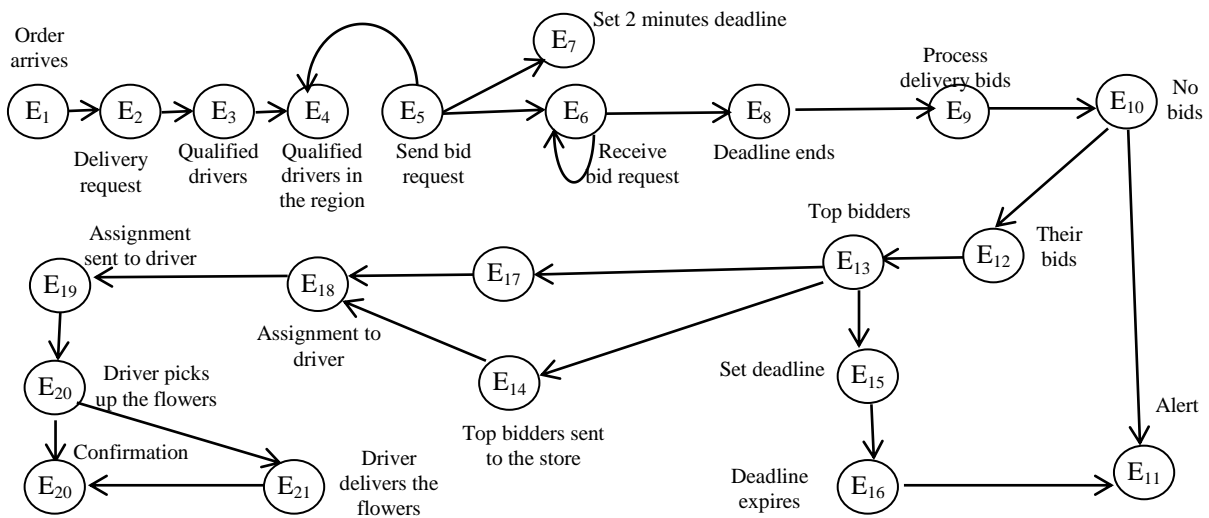 Order
arrives
Set 2 minutes deadline
E7
Process
delivery bids
No
bids
E1
E2
E3
E4
E5
E6
E8
E9
E10
Delivery
request
Qualified
drivers
Qualified
drivers in
the region
Send bid
request
Receive
bid request
Deadline ends
Assignment
sent to driver
Top bidders
Their
bids
E19
E18
E17
E13
E12
Assignment to
driver
E20
Driver picks
up the flowers
E14
Set deadline
E15
Alert
Confirmation
Top bidders sent
to the store
E20
E21
Driver
delivers the
flowers
Deadline
expires
E16
E11